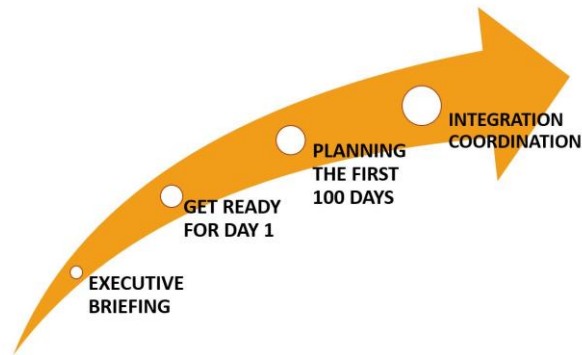 INTEGRATION
COORDINATION
PLANNING
THE FIRST
100 DAYS
GET READY
FOR DAY 1
EXECUTIVE
BRIEFING